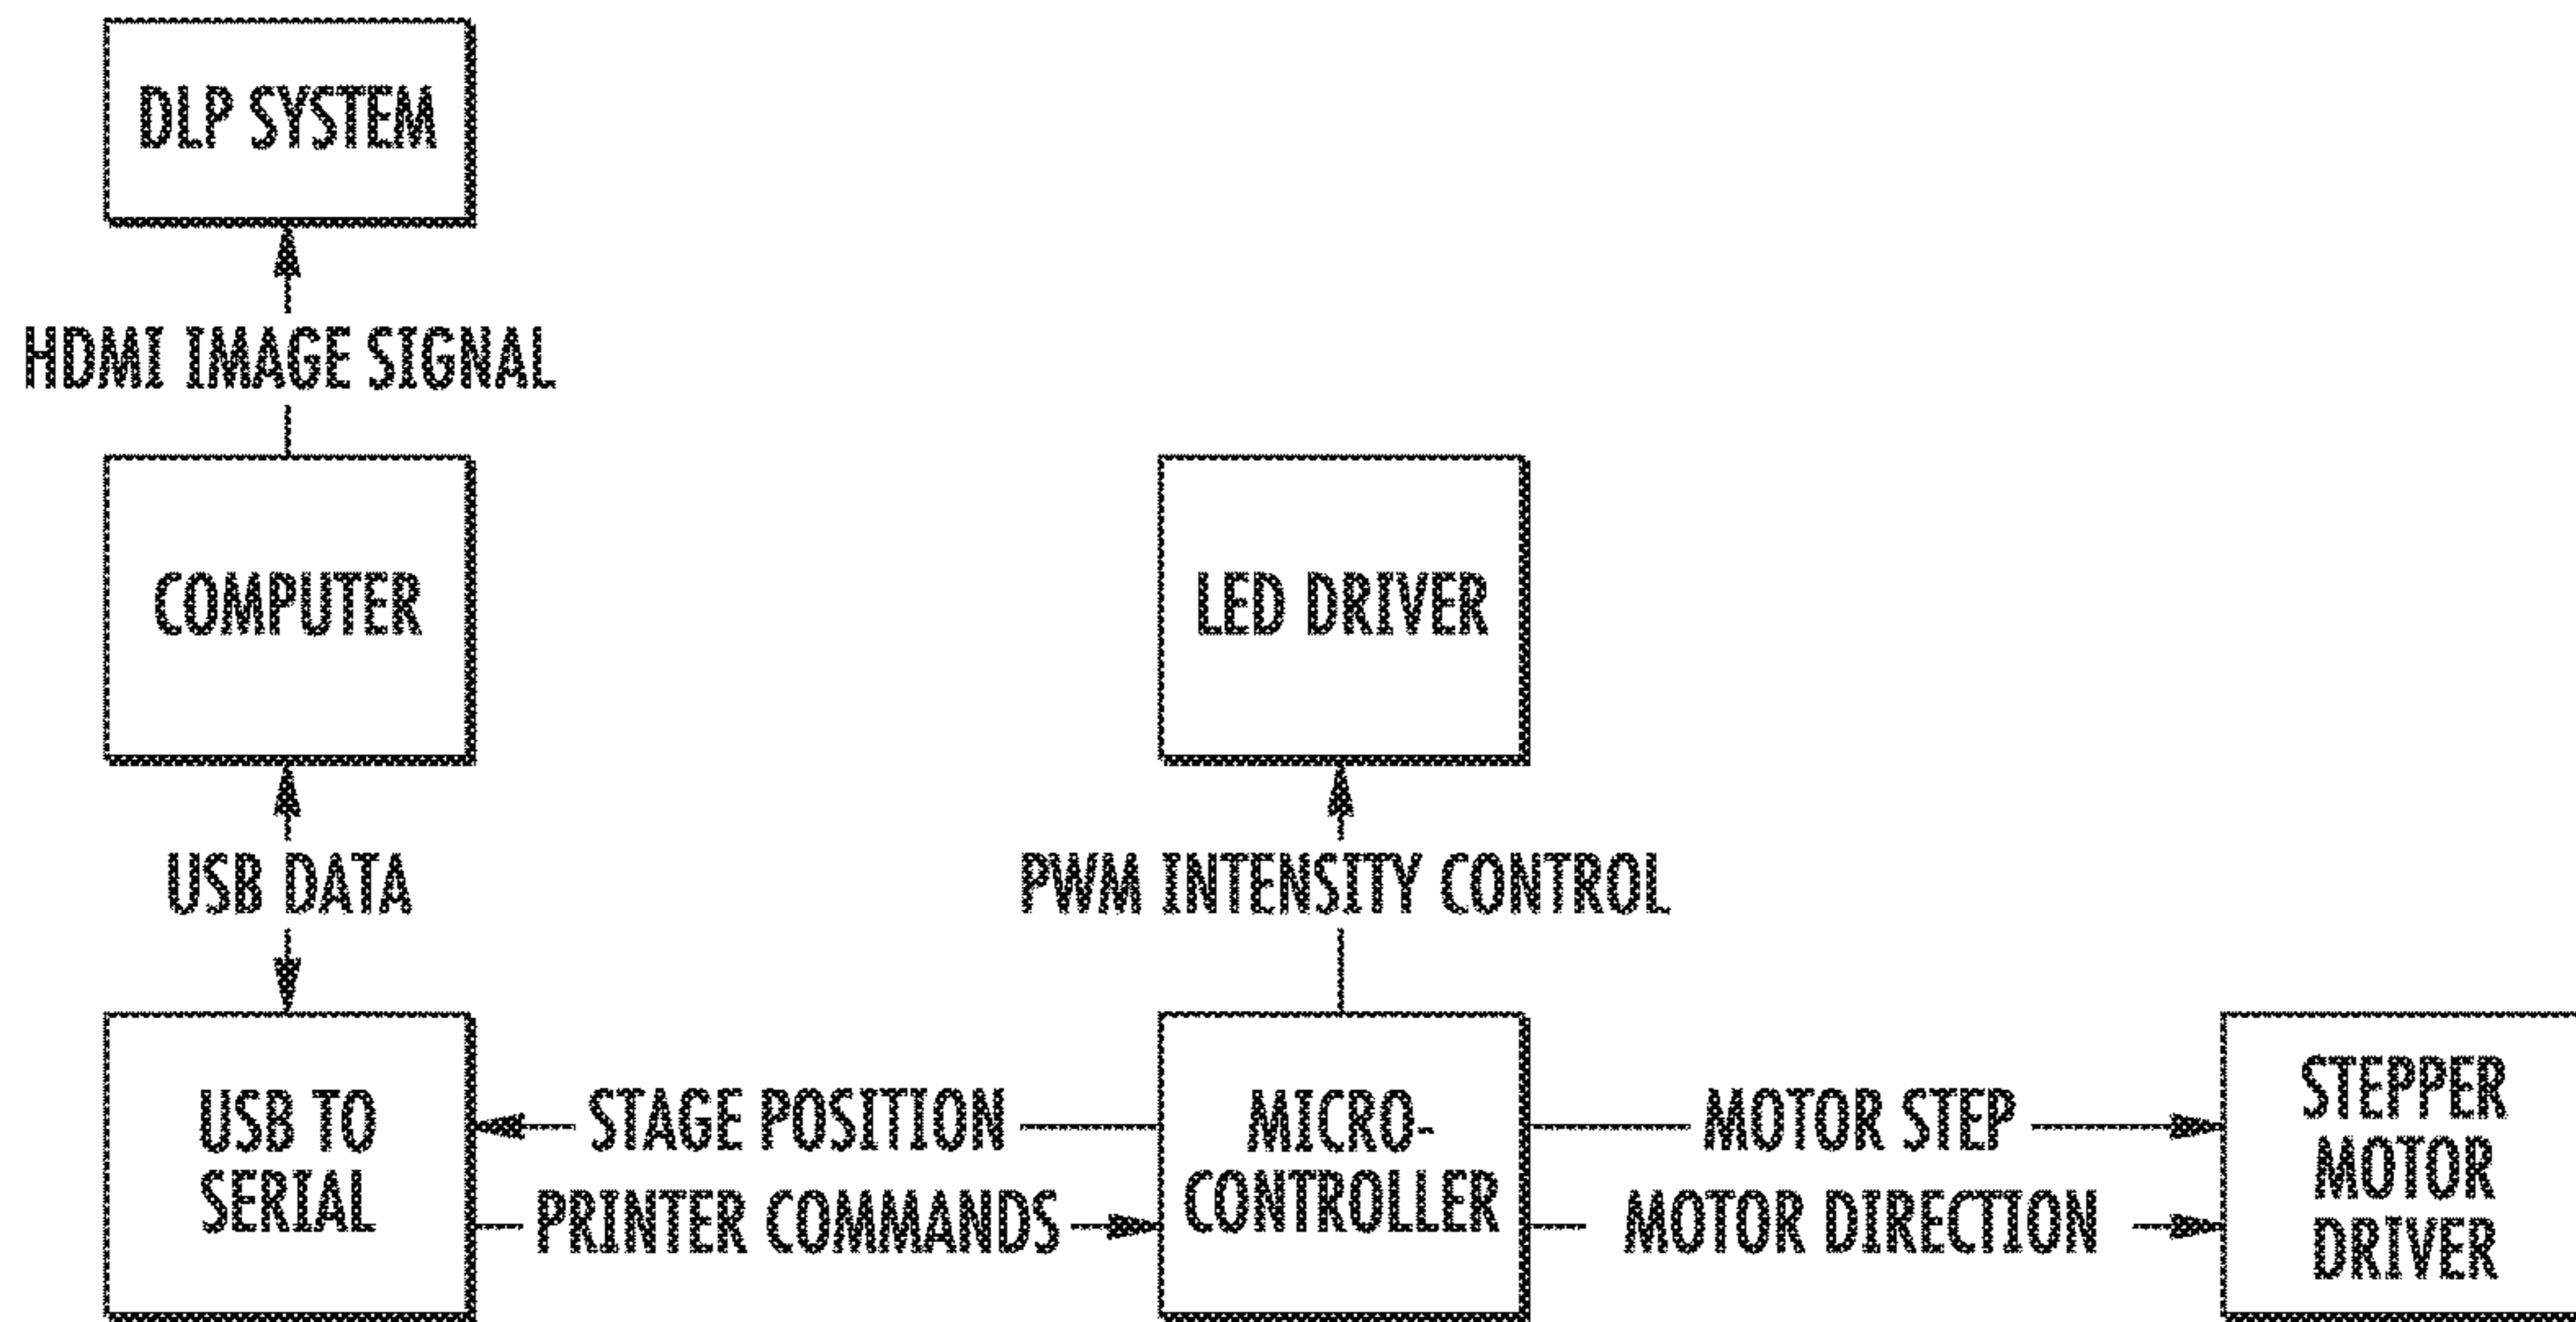 DLP SYSTEM
HDMI IMAGE SIGNAL
COMPUTER
LED DRIVER
USB DATA
PWM INTENSITY CONTROL
USB TO
SERIAL
STAGE POSITION
PRINTER COMMANDS
MICRO-
CONTROLLER
MOTOR STEP
MOTOR DIRECTION
STEPPER
MOTOR
DRIVER